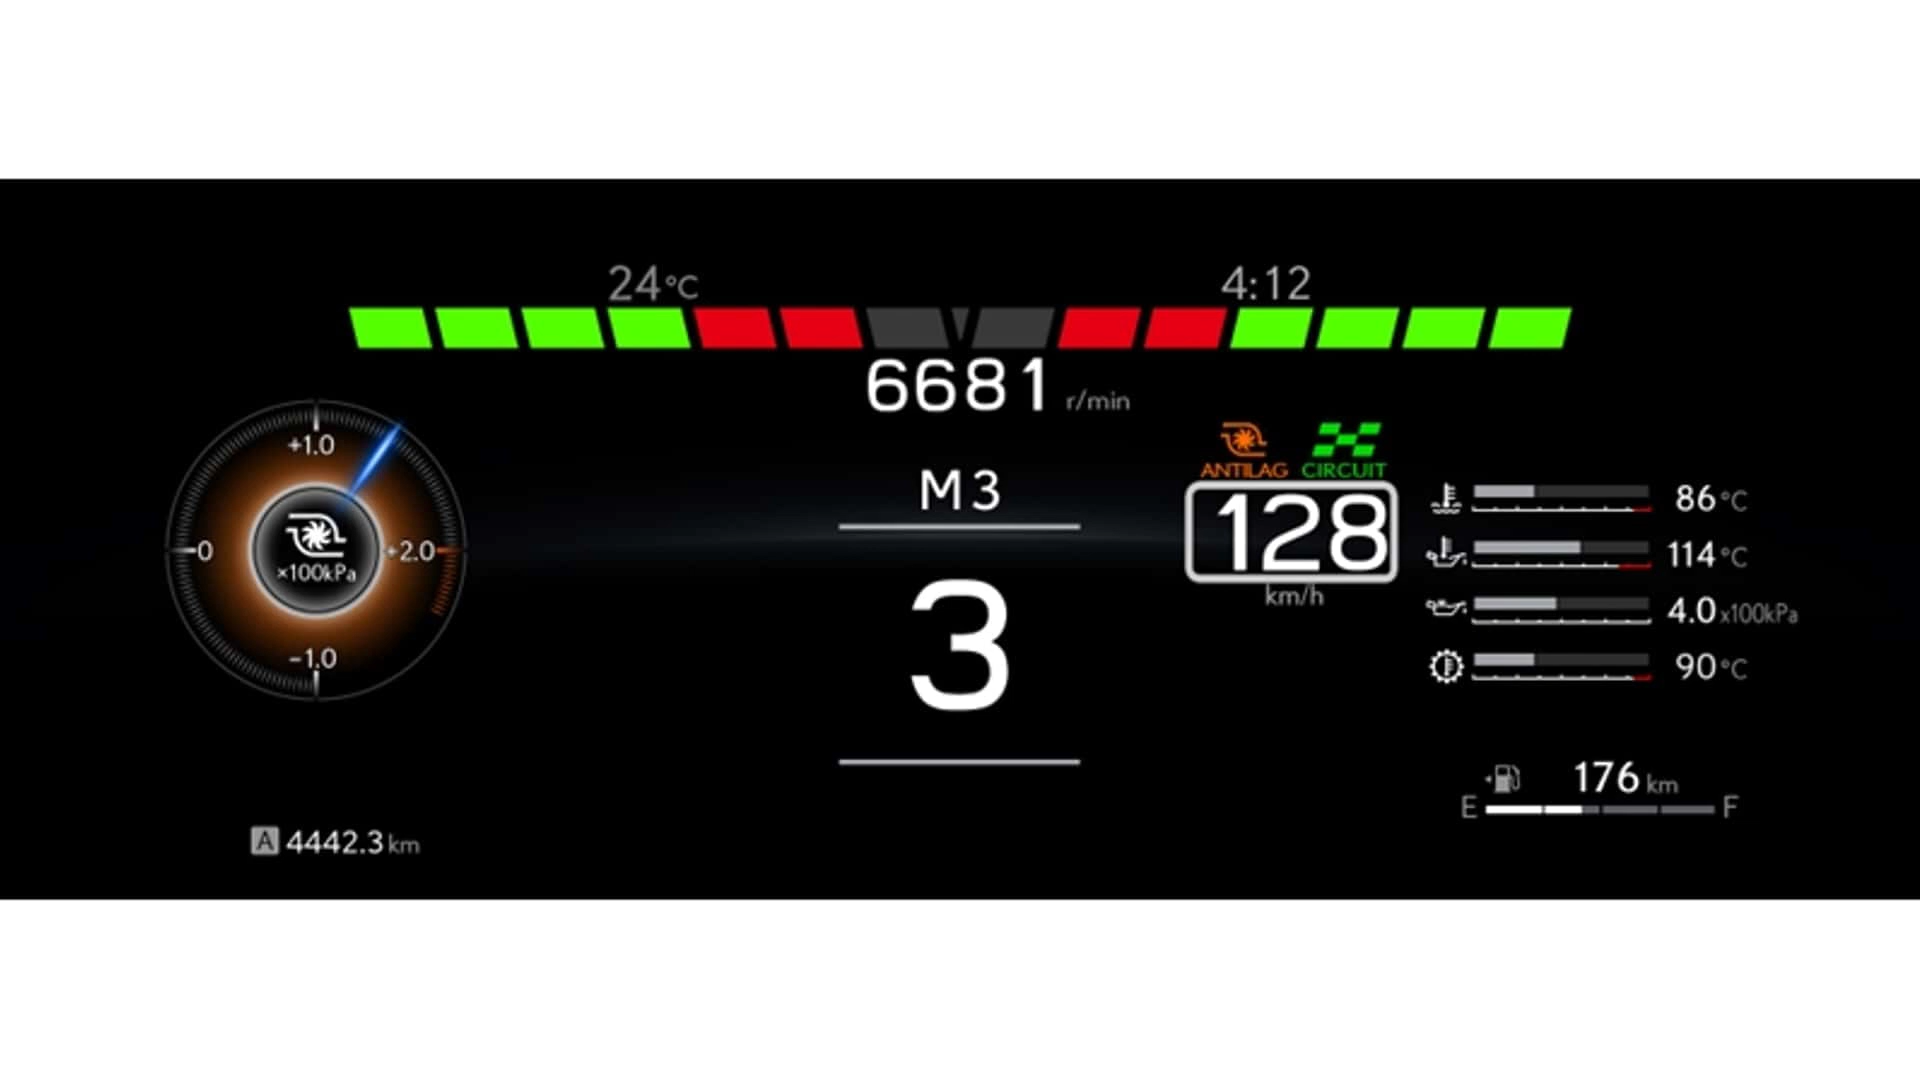 24°C
4:12
6681 r/min
+1.0
0
+2.0
×100kPa
-1.0
M 3
3
ANTILAG
CIRCUIT
128
km/h
86°C
114°C
4.0x100kPa
90°C
176 km
E F
A 4442.3 km